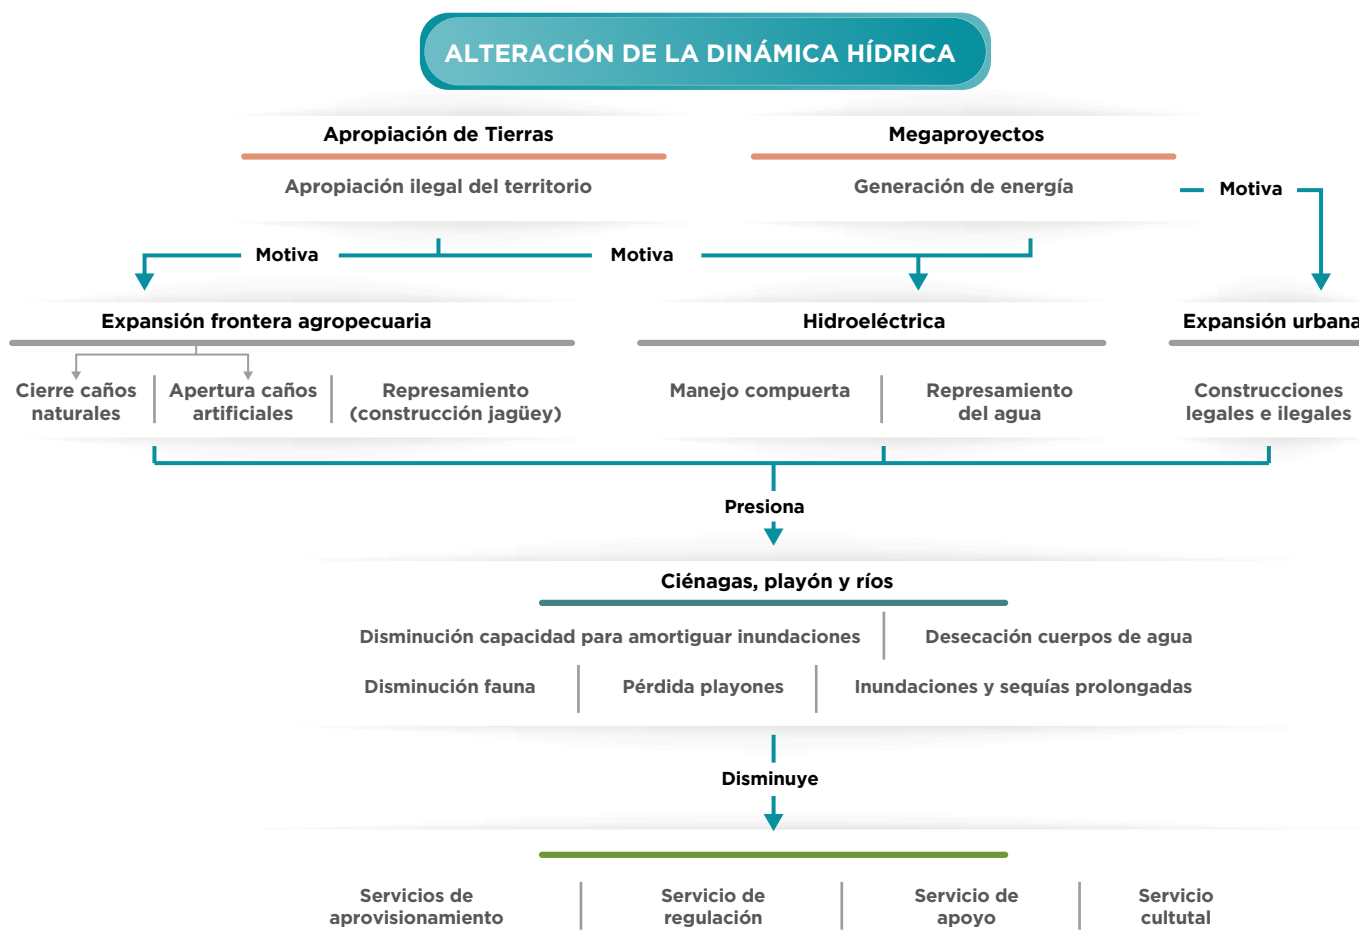 ALTERACIÓN DE LA DINÁMICA HÍDRICA
Apropiación de Tierras
Megaproyectos
Apropiación ilegal del territorio
Generación de energía
Motiva
Motiva
Motiva
Expansión frontera agropecuaria
Hidroeléctrica
Expansión urbana
Cierre caños
naturales
Apertura caños
artificiales
Represamiento
(construcción jagüey)
Manejo compuerta
Represamiento
del agua
Construcciones
legales e ilegales
Presiona
Ciénagas, playón y ríos
Disminución capacidad para amortiguar inundaciones
Desecación cuerpos de agua
Disminución fauna
Pérdida playones
Inundaciones y sequías prolongadas
Disminuye
Servicios de
aprovisionamiento
Servicio de
regulación
Servicio de
apoyo
Servicio
cultutal